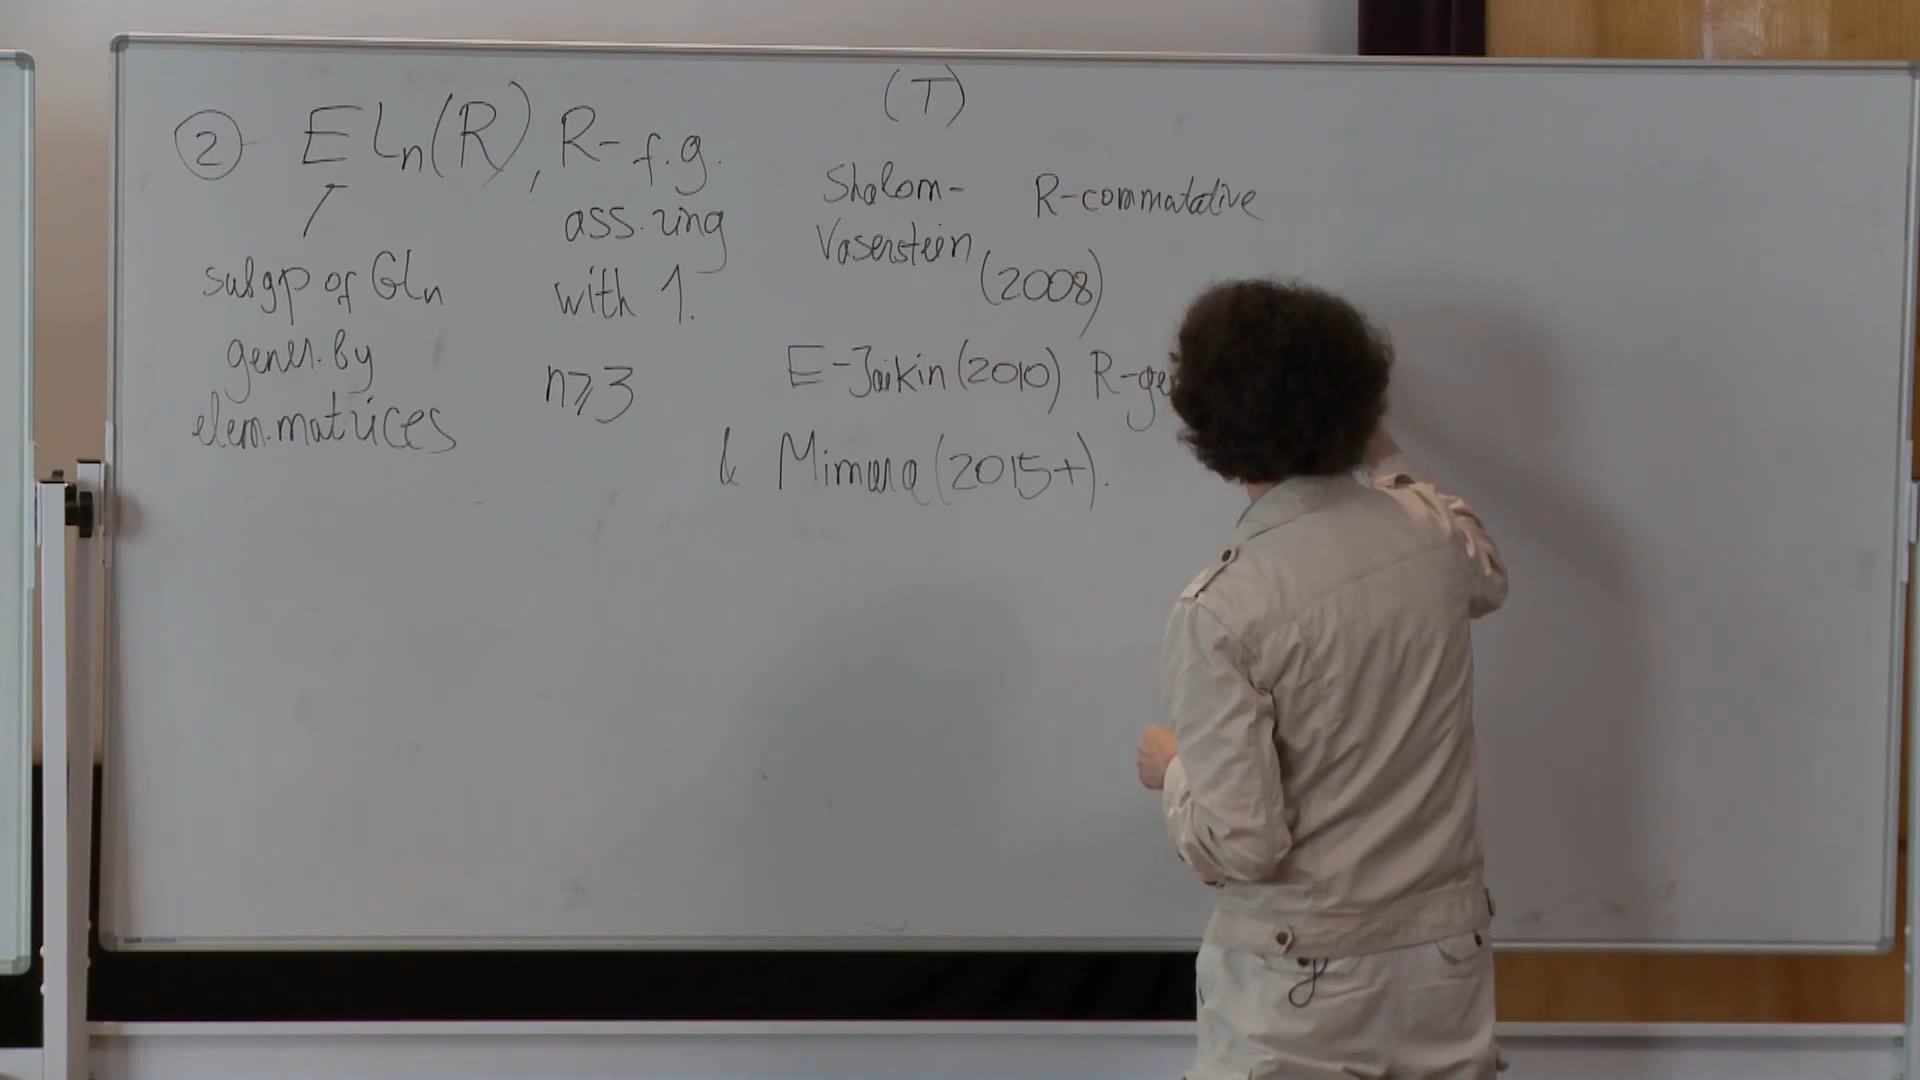 ② ELn(R), R-f.g.
ass. ring
with 1.
n⩾3
↑
subgp of GLn
gener. by
elem. matrices
(T)
Shalom-
Vaserstein
(2008)
R-commutative
E-Jaikin (2010) R-ge
& Mimura (2015+).